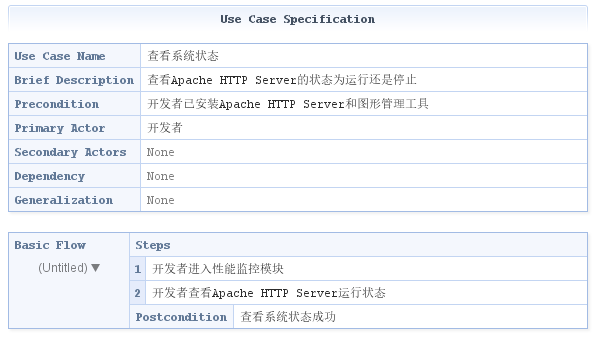 Use Case Specification
Use Case Name 查看系统状态
Brief Description 查看Apache HTTP Server的状态为运行还是停止
Precondition 开发者已安装Apache HTTP Server和图形管理工具
Primary Actor 开发者
Secondary Actors None
Dependency None
Generalization None
Basic Flow Steps
(Untitled) ▼
1 开发者进入性能监控模块
2 开发者查看Apache HTTP Server运行状态
Postcondition 查看系统状态成功